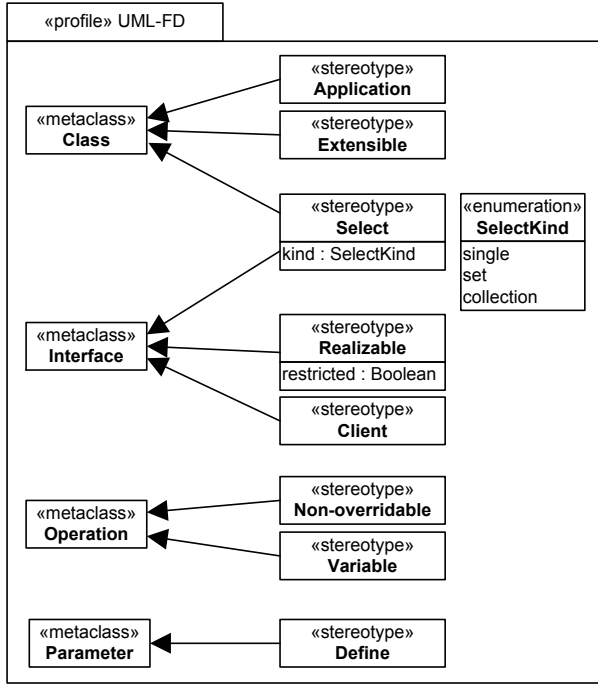 «profile» UML-FD
«stereotype»
Application
«metaclass»
Class
«stereotype»
Extensible
«stereotype»
Select
kind : SelectKind
«enumeration»
SelectKind
single
set
collection
«metaclass»
Interface
«stereotype»
Realizable
restricted : Boolean
«stereotype»
Client
«metaclass»
Operation
«stereotype»
Non-overridable
«stereotype»
Variable
«metaclass»
Parameter
«stereotype»
Define